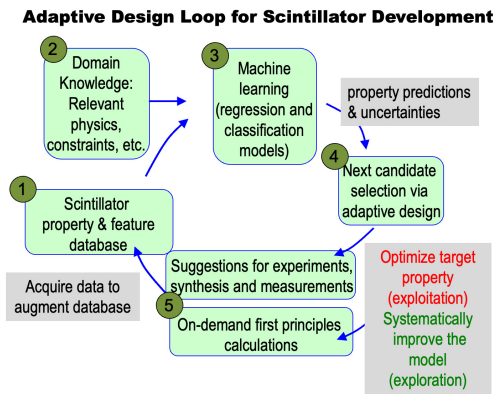 Adaptive Design Loop for Scintillator Development
2
Domain
Knowledge:
Relevant
physics,
constraints, etc.
3
Machine
learning
(regression and
classification
models)
property predictions
& uncertainties
4
Next candidate
selection via
adaptive design
1
Scintillator
property & feature
database
Suggestions for experiments,
synthesis and measurements
Acquire data to
augment database
5
On-demand first principles
calculations
Optimize target
property
(exploitation)
Systematically
improve the
model
(exploration)